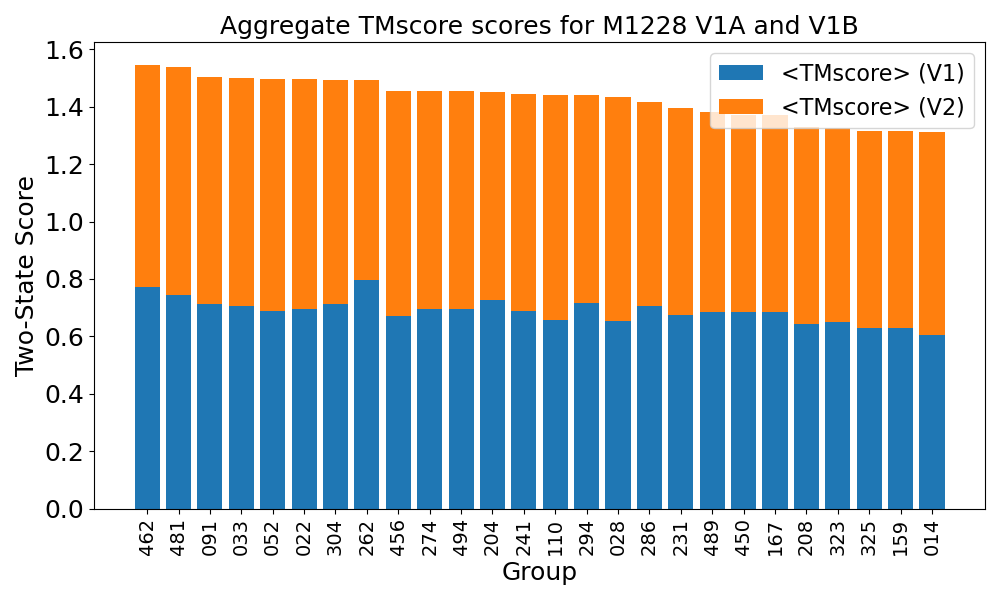 Aggregate TMscore scores for M1228 V1A and V1B
<TMscore> (V1)
<TMscore> (V2)
Two-State Score
1.6
1.4
1.2
1.0
0.8
0.6
0.4
0.2
0.0
462 481 091 033 052 022 304 262 456 274 494 204 241 110 294 028 286 231 489 450 167 208 323 325 159 014
Group